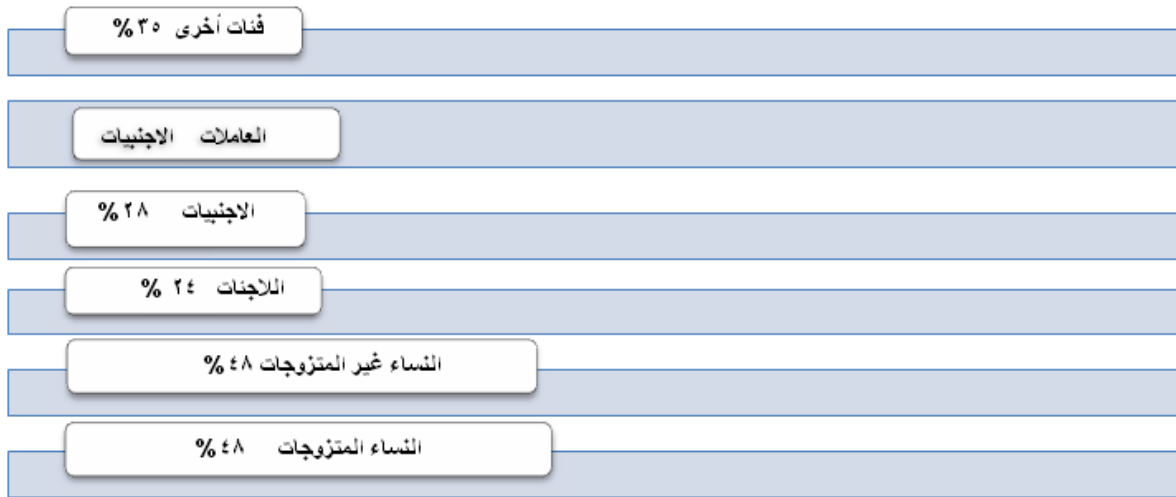 فئات أخرى ٣٥%
العاملات الاجنبيات
الاجنبيات ٢٨%
اللاجئات ٢٤ %
النساء غير المتزوجات ٤٨%
النساء المتزوجات ٤٨%